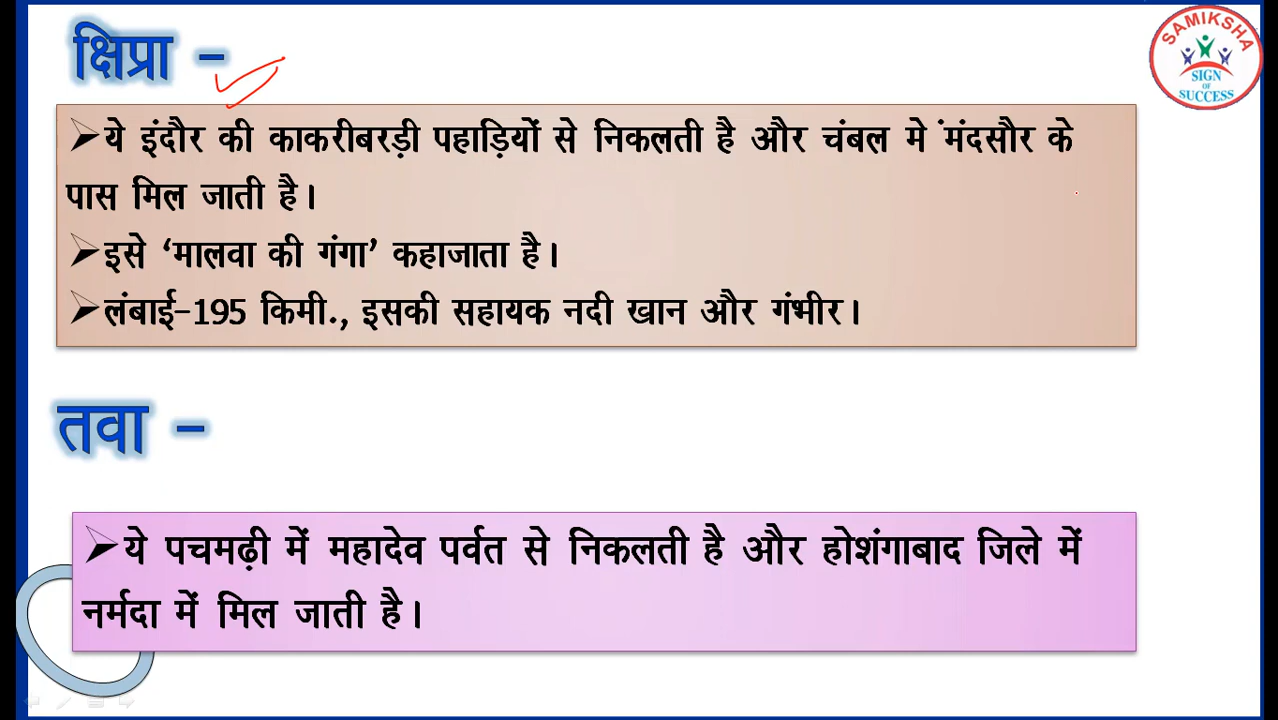 क्षिप्रा -
SAMIKSHA
SIGN
OF
SUCCESS
➢ये इंदौर की काकरीबरड़ी पहाड़ियों से निकलती है और चंबल मे ंमंदसौर के
पास मिल जाती है।
➢इसे ‘मालवा की गंगा’ कहाजाता है।
➢लंबाई-195 किमी., इसकी सहायक नदी खान और गंभीर।
तवा -
➢ये पचमढ़ी में महादेव पर्वत से निकलती है और होशंगाबाद जिले में
नर्मदा में मिल जाती है।